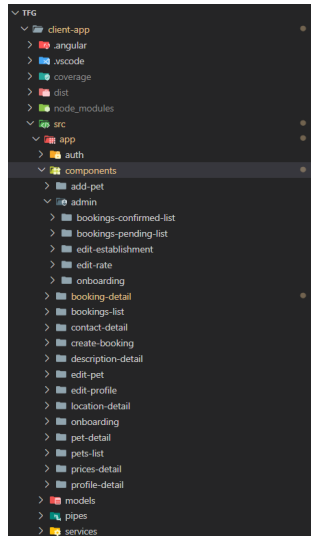 TFG
client-app
.angular
.vscode
coverage
dist
node_modules
src
app
auth
components
add-pet
admin
bookings-confirmed-list
bookings-pending-list
edit-establishment
edit-rate
onboarding
booking-detail
bookings-list
contact-detail
create-booking
description-detail
edit-pet
edit-profile
location-detail
onboarding
pet-detail
pets-list
prices-detail
profile-detail
models
pipes
services